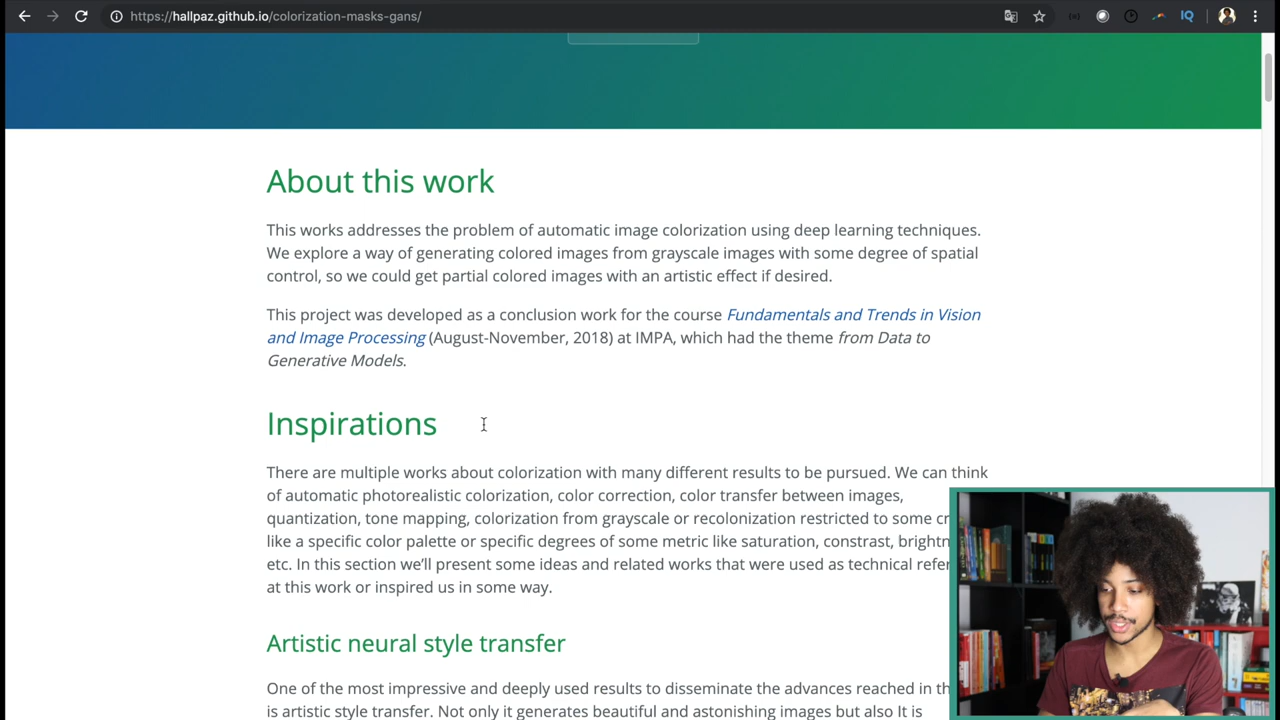 https://hallpaz.github.io/colorization-masks-gans/
IQ
About this work
This works addresses the problem of automatic image colorization using deep learning techniques.
We explore a way of generating colored images from grayscale images with some degree of spatial
control, so we could get partial colored images with an artistic effect if desired.
This project was developed as a conclusion work for the course Fundamentals and Trends in Vision
and Image Processing (August-November, 2018) at IMPA, which had the theme from Data to
Generative Models.
Inspirations
There are multiple works about colorization with many different results to be pursued. We can think
of automatic photorealistic colorization, color correction, color transfer between images,
quantization, tone mapping, colorization from grayscale or recolonization restricted to some
like a specific color palette or specific degrees of some metric like saturation, constrast,
etc. In this section we'll present some ideas and related works that were used as technical
at this work or inspired us in some way.
Artistic neural style transfer
One of the most impressive and deeply used results to disseminate the advances reached in
is artistic style transfer. Not only it generates beautiful and astonishing images but also It is